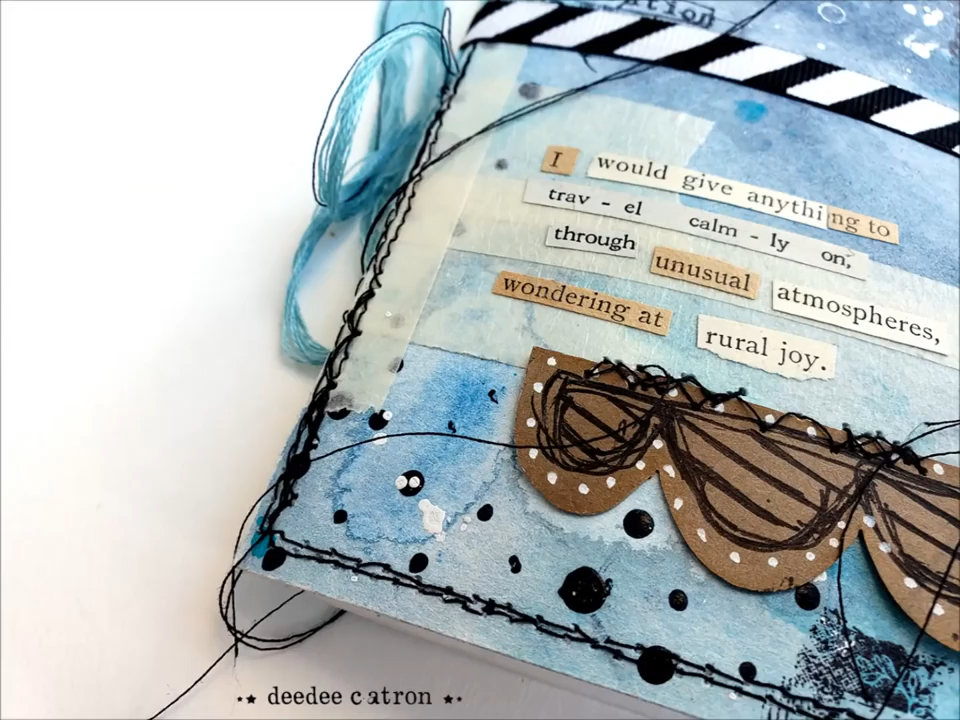 I would give anything to
trav - el calm - ly on,
through unusual atmospheres,
wondering at rural joy.
deedee catron